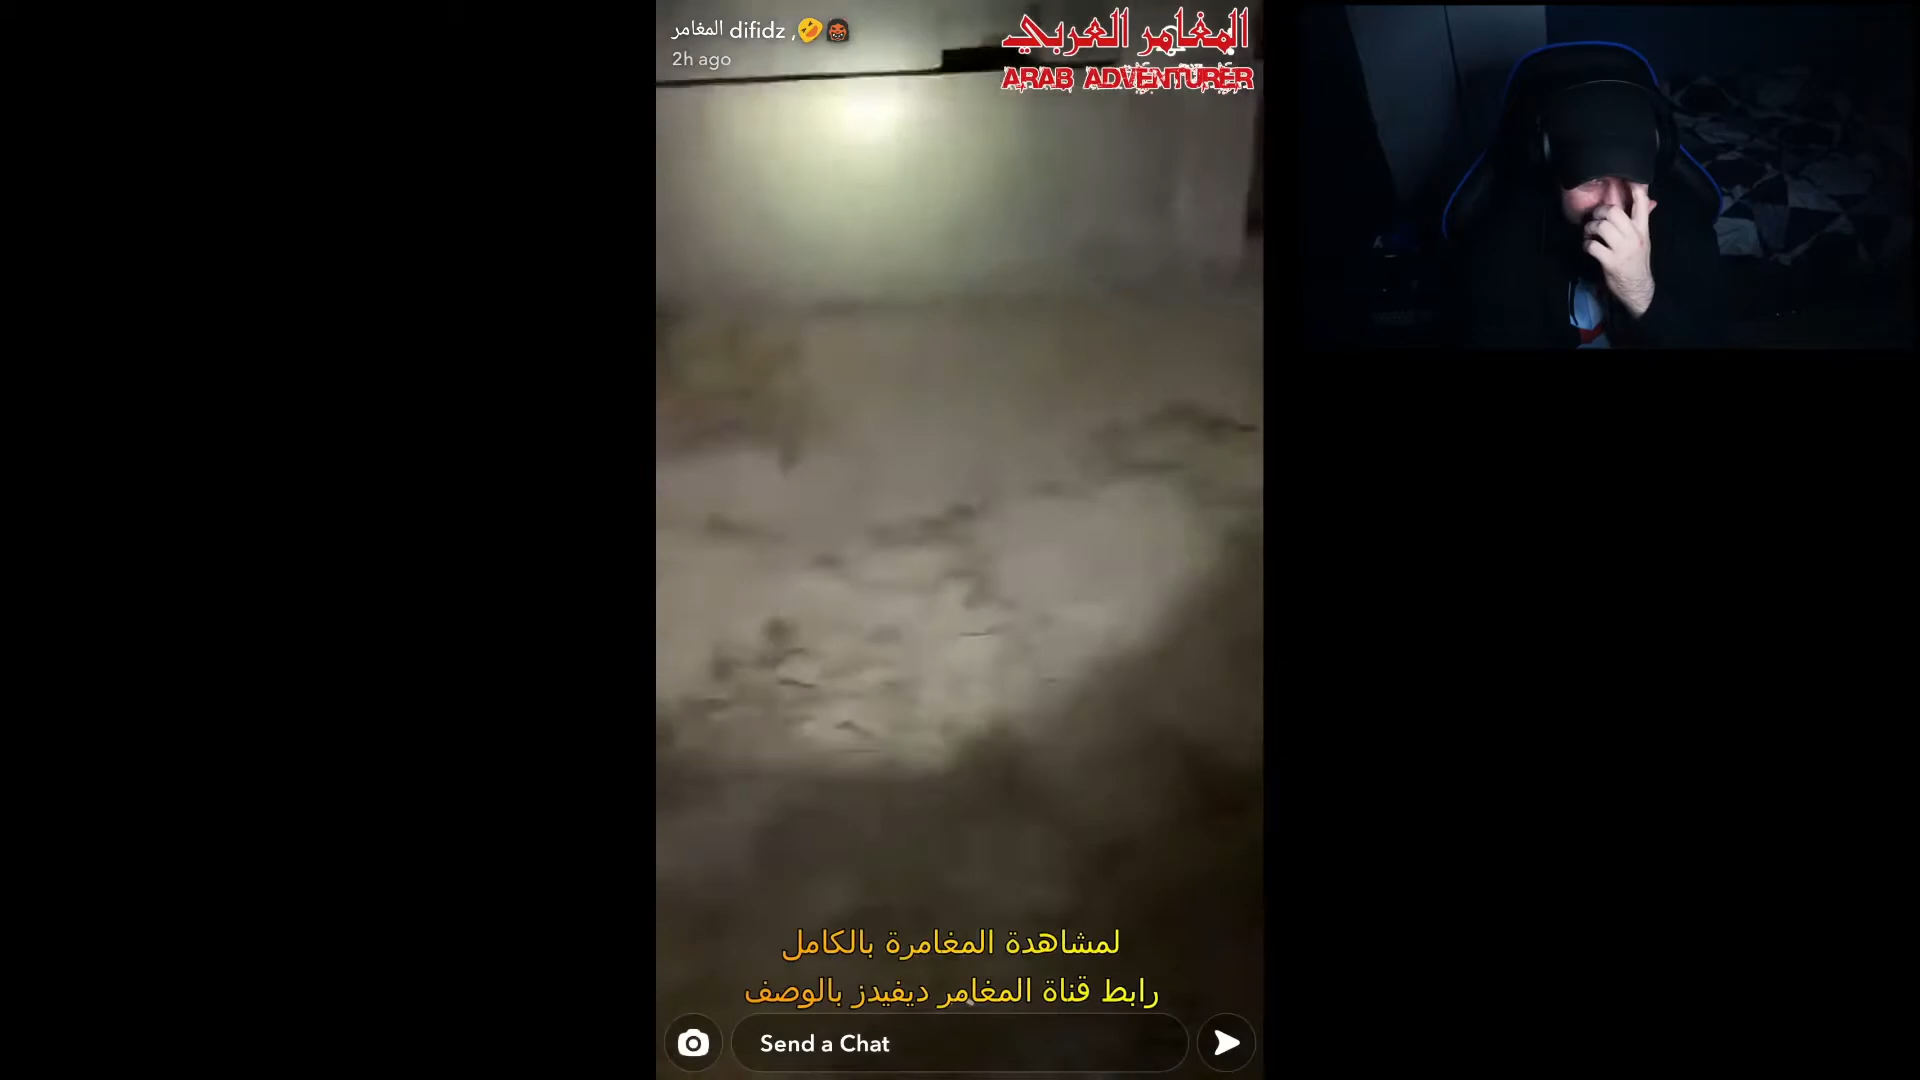 المغامر difidz ,🤣👹
2h ago
المغامر العربي
ARAB ADVENTURER
لمشاهدة المغامرة بالكامل
رابط قناة المغامر ديفيدز بالوصف
Send a Chat